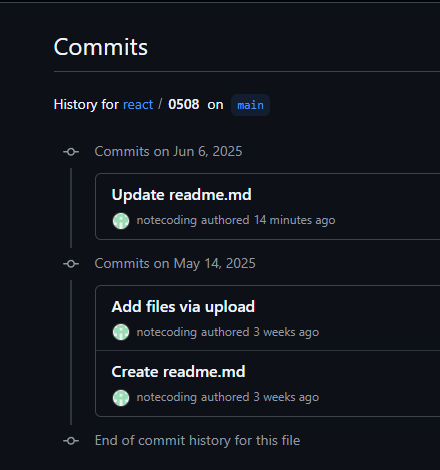 Commits
History for react / 0508 on main
Commits on Jun 6, 2025
Update readme.md
notecoding authored 14 minutes ago
Commits on May 14, 2025
Add files via upload
notecoding authored 3 weeks ago
Create readme.md
notecoding authored 3 weeks ago
End of commit history for this file